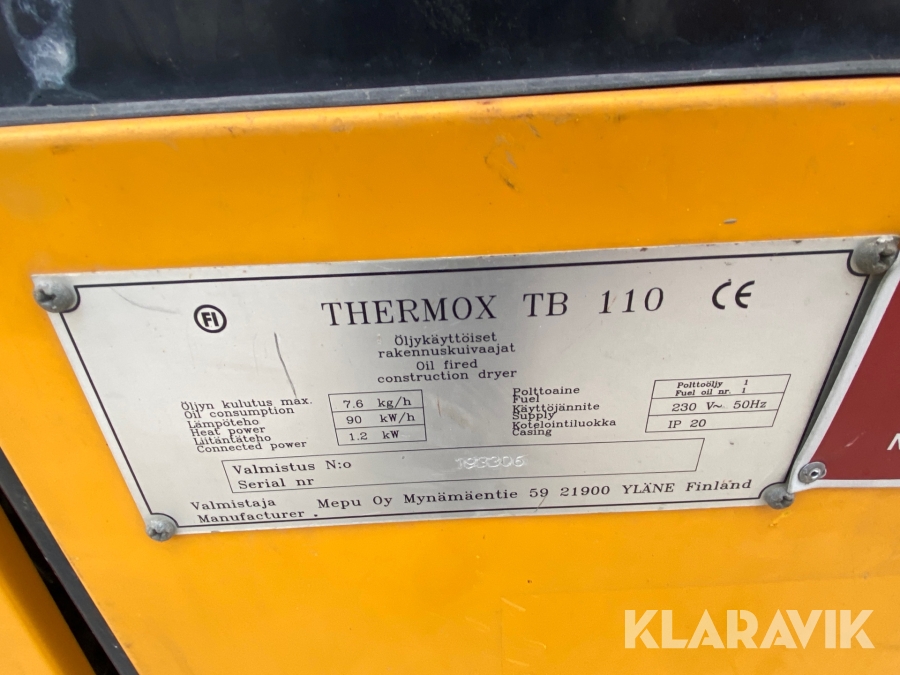 FI
THERMOX TB 110 CE
Öljykäyttöiset
rakennuskuivaajat
Oil fired
construction dryer
Öljyn kulutus max.
Oil consumption
7.6 kg/h
Lämpöteho
Heat power
90 kW/h
Liitäntäteho
Connected power
1.2 kW
Polttoaine
Fuel
Polttoöljy 1
Fuel oil nr. 1
Käyttöjännite
Supply
230 V~ 50Hz
Kotelointiluokka
Casing
IP 20
Valmistus N:o
Serial nr
Valmistaja
Manufacturer
Mepu Oy Mynämäentie 59 21900 YLÄNE Finland
KLARAVIK